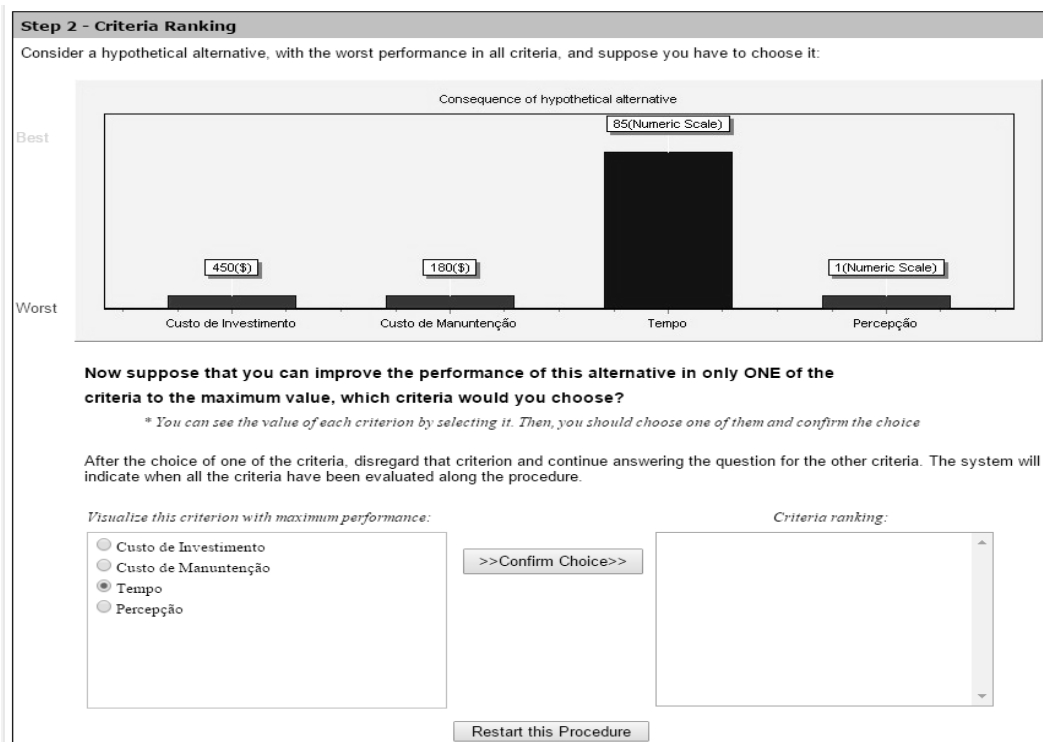 Step 2 - Criteria Ranking
Consider a hypothetical alternative, with the worst performance in all criteria, and suppose you have to choose it:
Consequence of hypothetical alternative
Best
85(Numeric Scale)
450($)
180($)
1(Numeric Scale)
Worst
Custo de Investimento
Custo de Manuntenção
Tempo
Percepção
Now suppose that you can improve the performance of this alternative in only ONE of the
criteria to the maximum value, which criteria would you choose?
* You can see the value of each criterion by selecting it. Then, you should choose one of them and confirm the choice
After the choice of one of the criteria, disregard that criterion and continue answering the question for the other criteria. The system will
indicate when all the criteria have been evaluated along the procedure.
Visualize this criterion with maximum performance:
Custo de Investimento
Custo de Manuntenção
Tempo
Percepção
>>Confirm Choice>>
Criteria ranking:
Restart this Procedure